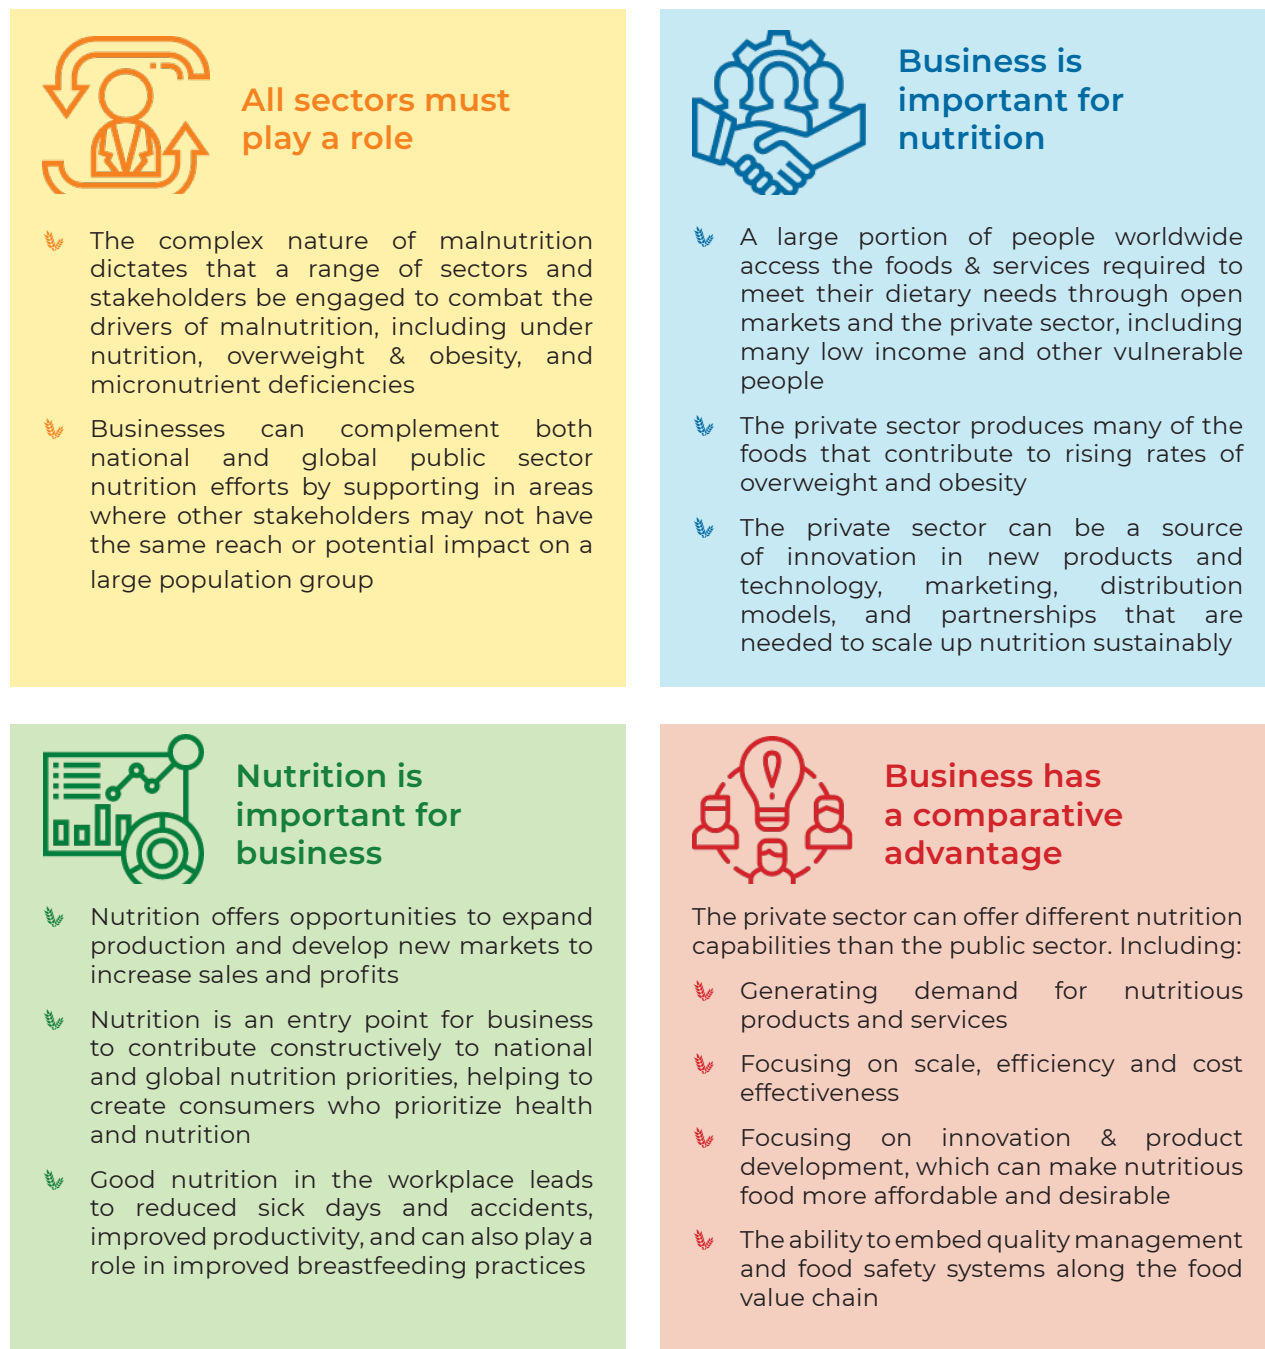 All sectors must
play a role
The complex nature of malnutrition
dictates that a range of sectors and
stakeholders be engaged to combat the
drivers of malnutrition, including under
nutrition, overweight & obesity, and
micronutrient deficiencies
Businesses can complement both
national and global public sector
nutrition efforts by supporting in areas
where other stakeholders may not have
the same reach or potential impact on a
large population group
Business is
important for
nutrition
A large portion of people worldwide
access the foods & services required to
meet their dietary needs through open
markets and the private sector, including
many low income and other vulnerable
people
The private sector produces many of the
foods that contribute to rising rates of
overweight and obesity
The private sector can be a source
of innovation in new products and
technology, marketing, distribution
models, and partnerships that are
needed to scale up nutrition sustainably
Nutrition is
important for
business
Nutrition offers opportunities to expand
production and develop new markets to
increase sales and profits
Nutrition is an entry point for business
to contribute constructively to national
and global nutrition priorities, helping to
create consumers who prioritize health
and nutrition
Good nutrition in the workplace leads
to reduced sick days and accidents,
improved productivity, and can also play a
role in improved breastfeeding practices
Business has
a comparative
advantage
The private sector can offer different nutrition
capabilities than the public sector. Including:
Generating demand for nutritious
products and services
Focusing on scale, efficiency and cost
effectiveness
Focusing on innovation & product
development, which can make nutritious
food more affordable and desirable
The ability to embed quality management
and food safety systems along the food
value chain